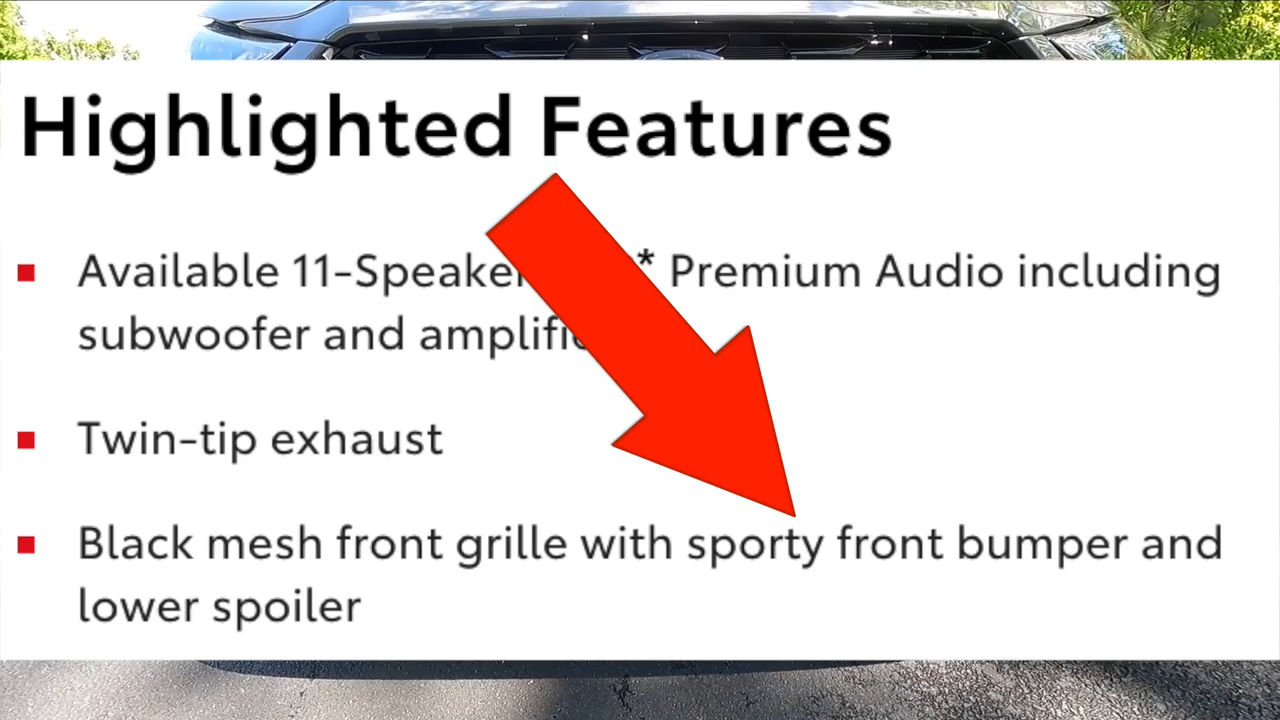 Highlighted Features
Available 11-Speaker * Premium Audio including
subwoofer and
Twin-tip exhaust
Black mesh front grille with sporty front bumper and
lower spoiler